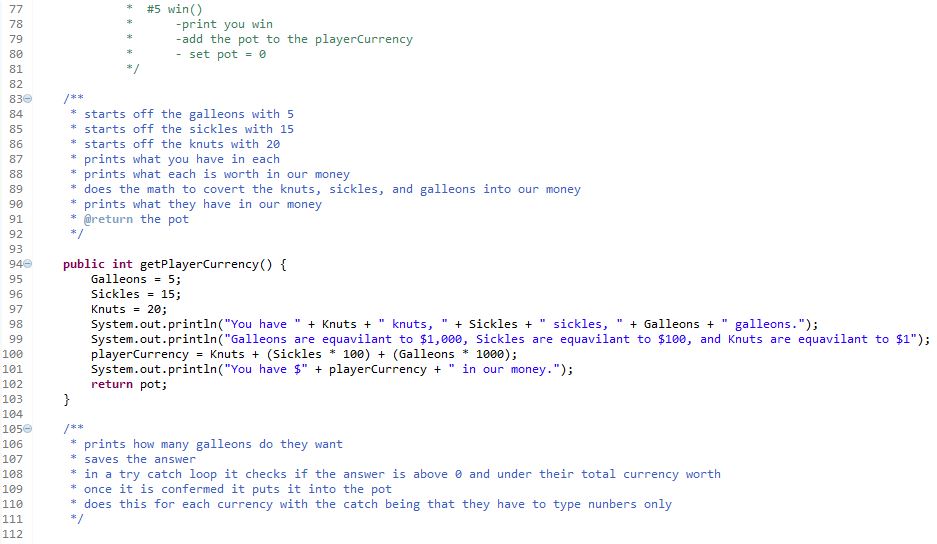 77 * #5 win()
78 * -print you win
79 * -add the pot to the playerCurrency
80 * - set pot = 0
81 */
82
83 /**
84 * starts off the galleons with 5
85 * starts off the sickles with 15
86 * starts off the knuts with 20
87 * prints what you have in each
88 * prints what each is worth in our money
89 * does the math to covert the knuts, sickles, and galleons into our money
90 * prints what they have in our money
91 * @return the pot
92 */
93
94 public int getPlayerCurrency() {
95 Galleons = 5;
96 Sickles = 15;
97 Knuts = 20;
98 System.out.println("You have " + Knuts + " knuts, " + Sickles + " sickles, " + Galleons + " galleons.");
99 System.out.println("Galleons are equavilant to $1,000, Sickles are equavilant to $100, and Knuts are equavilant to $1");
100 playerCurrency = Knuts + (Sickles * 100) + (Galleons * 1000);
101 System.out.println("You have $" + playerCurrency + " in our money.");
102 return pot;
103 }
104
105 /**
106 * prints how many galleons do they want
107 * saves the answer
108 * in a try catch loop it checks if the answer is above 0 and under their total currency worth
109 * once it is confermed it puts it into the pot
110 * does this for each currency with the catch being that they have to type nunbers only
111 */
112